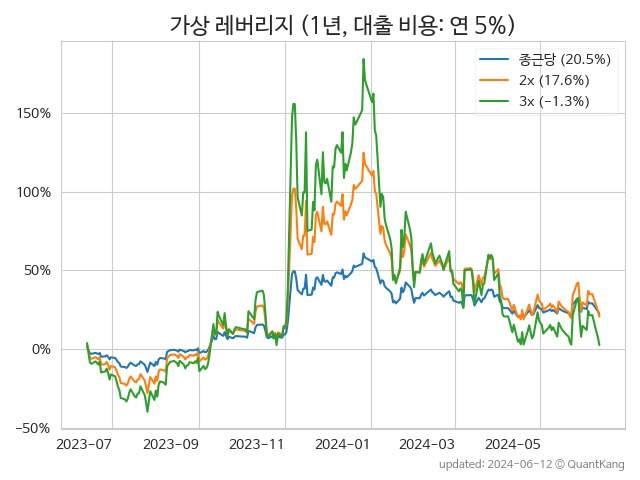 가상 레버리지 (1년, 대출 비용: 연 5%)
종근당 (20.5%)
2x (17.6%)
3x (−1.3%)
150%
100%
50%
0%
−50%
2023-07 2023-09 2023-11 2024-01 2024-03 2024-05
updated: 2024-06-12 © QuantKang